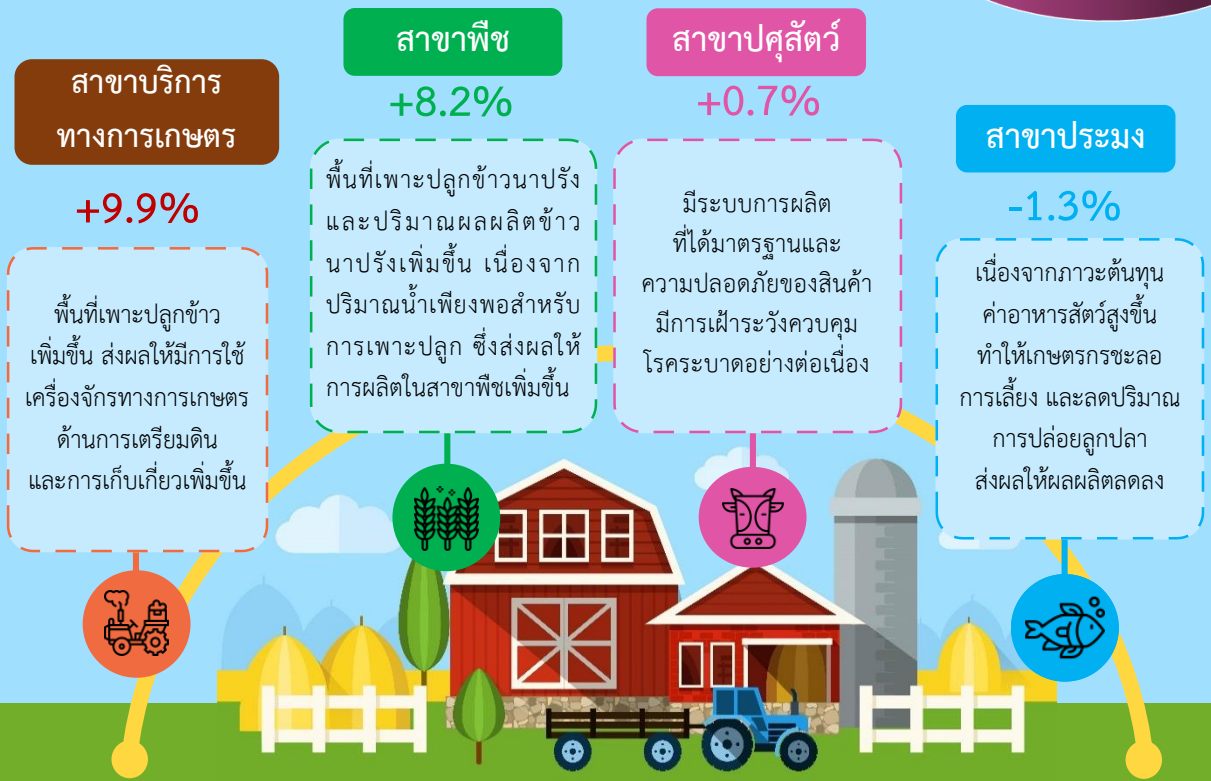 สาขาบริการ
ทางการเกษตร
+9.9%
พื้นที่เพาะปลูกข้าว
เพิ่มขึ้น ส่งผลให้มีการใช้
เครื่องจักรทางการเกษตร
ด้านการเตรียมดิน
และการเก็บเกี่ยวเพิ่มขึ้น
สาขาพืช
+8.2%
พื้นที่เพาะปลูกข้าวนาปรัง
และปริมาณผลผลิตข้าว
นาปรังเพิ่มขึ้น เนื่องจาก
ปริมาณน้ำเพียงพอสำหรับ
การเพาะปลูก ซึ่งส่งผลให้
การผลิตในสาขาพืชเพิ่มขึ้น
สาขาปศุสัตว์
+0.7%
มีระบบการผลิต
ที่ได้มาตรฐานและ
ความปลอดภัยของสินค้า
มีการเฝ้าระวังควบคุม
โรคระบาดอย่างต่อเนื่อง
สาขาประมง
-1.3%
เนื่องจากภาวะต้นทุน
ค่าอาหารสัตว์สูงขึ้น
ทำให้เกษตรกรชะลอ
การเลี้ยง และลดปริมาณ
การปล่อยลูกปลา
ส่งผลให้ผลผลิตลดลง